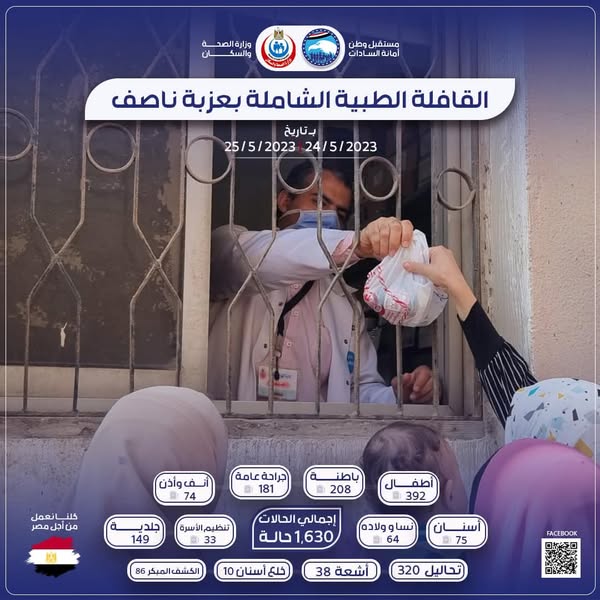 مستقبل وطن
أمانة السادات
وزارة الصحة
والسكان
القافلة الطبية الشاملة بعزبة ناصف
بـ تاريخ
24/5/2023 - 25/5/2023
أطفال
392
باطنة
208
جراحة عامة
181
أنف وأذن
74
أسنان
75
نسا و ولاده
64
إجمالي الحالات
1,630 حالة
تنظيم الأسرة
33
جلدية
149
تحاليل 320
أشعة 38
خلع أسنان 10
الكشف المبكر 86
كلنا نعمل
من أجل مصر
FACEBOOK